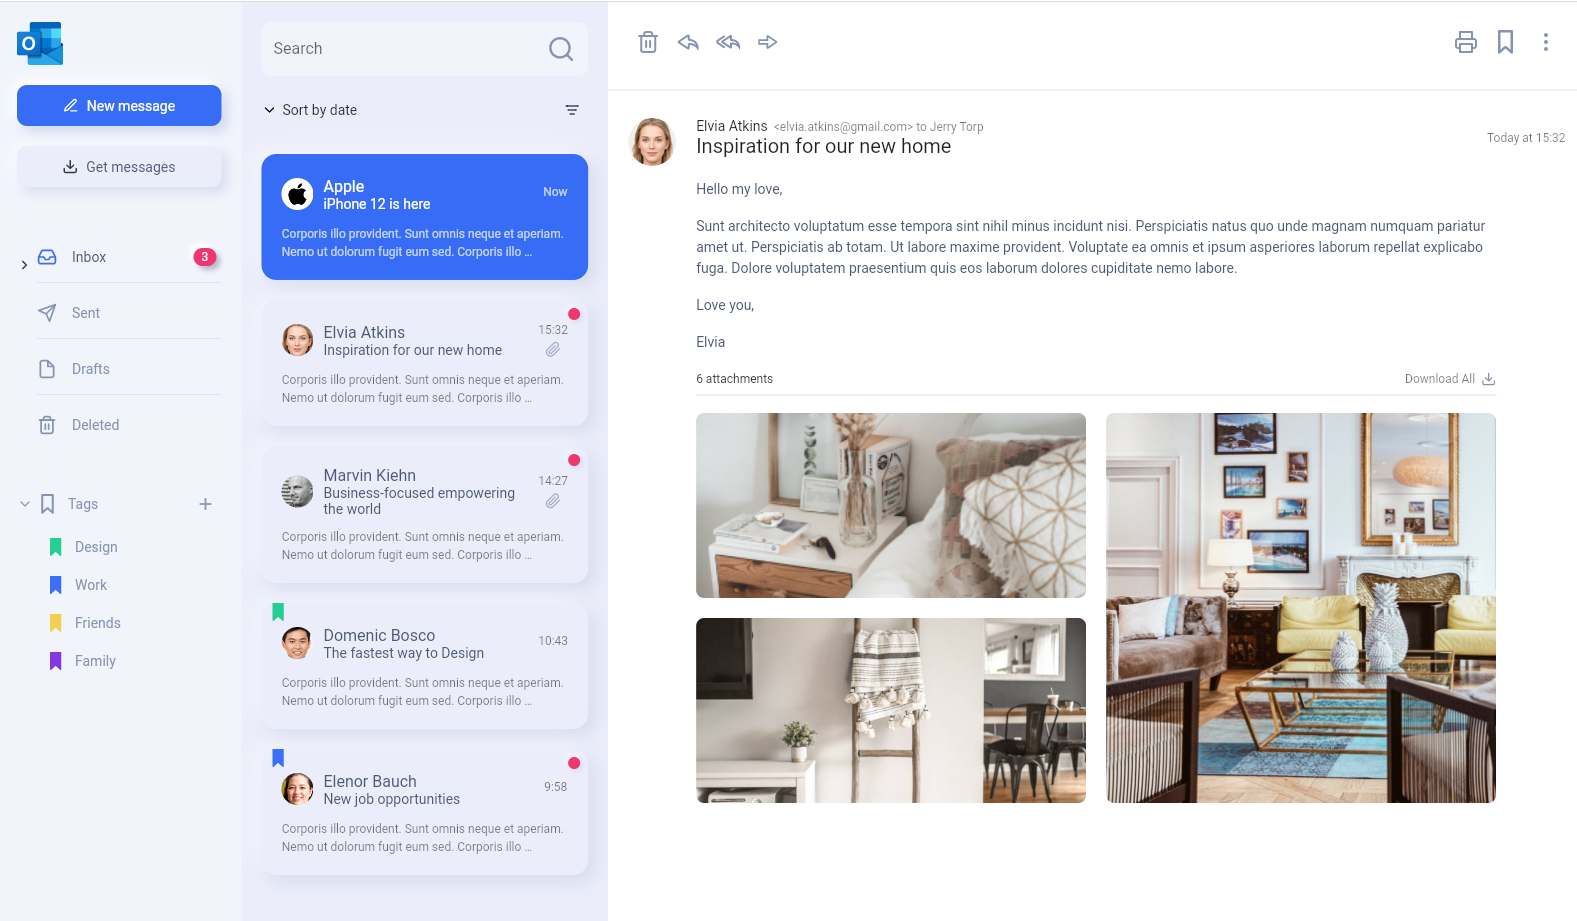 O
New message
Get messages
Inbox
3
Sent
Drafts
Deleted
Tags
Design
Work
Friends
Family
Search
Sort by date
Apple
Now
iPhone 12 is here
Corporis illo provident. Sunt omnis neque et aperiam.
Nemo ut dolorum fugit eum sed. Corporis illo ...
Elvia Atkins
15:32
Inspiration for our new home
Corporis illo provident. Sunt omnis neque et aperiam.
Nemo ut dolorum fugit eum sed. Corporis illo ...
Marvin Kiehn
14:27
Business-focused empowering
the world
Corporis illo provident. Sunt omnis neque et aperiam.
Nemo ut dolorum fugit eum sed. Corporis illo ...
Domenic Bosco
10:43
The fastest way to Design
Corporis illo provident. Sunt omnis neque et aperiam.
Nemo ut dolorum fugit eum sed. Corporis illo ...
Elenor Bauch
9:58
New job opportunities
Corporis illo provident. Sunt omnis neque et aperiam.
Nemo ut dolorum fugit eum sed. Corporis illo ...
Elvia Atkins <elvia.atkins@gmail.com> to Jerry Torp
Today at 15:32
Inspiration for our new home
Hello my love,
Sunt architecto voluptatum esse tempora sint nihil minus incidunt nisi. Perspiciatis natus quo unde magnam numquam pariatur
amet ut. Perspiciatis ab totam. Ut labore maxime provident. Voluptate ea omnis et ipsum asperiores laborum repellat explicabo
fuga. Dolore voluptatem praesentium quis eos laborum dolores cupiditate nemo labore.
Love you,
Elvia
6 attachments
Download All